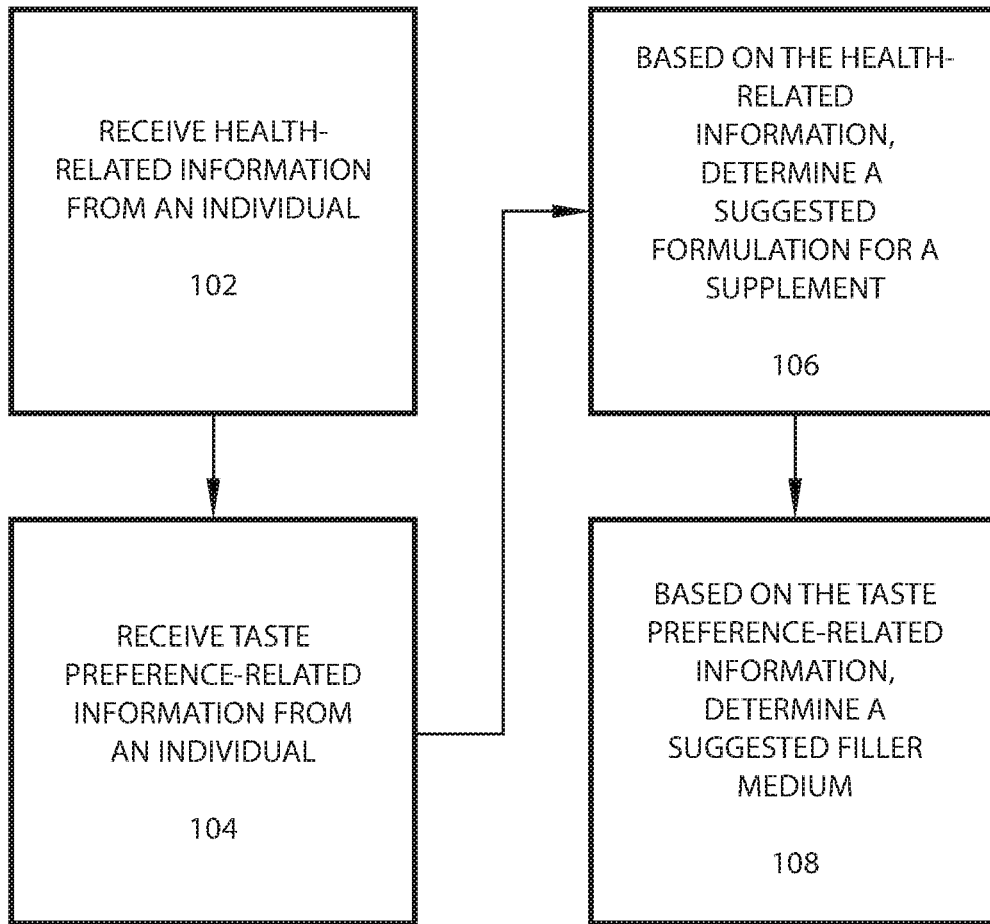 RECEIVE HEALTH-
RELATED INFORMATION
FROM AN INDIVIDUAL
102
RECEIVE TASTE
PREFERENCE-RELATED
INFORMATION FROM
AN INDIVIDUAL
104
BASED ON THE HEALTH-
RELATED
INFORMATION,
DETERMINE A
SUGGESTED
FORMULATION FOR A
SUPPLEMENT
106
BASED ON THE TASTE
PREFERENCE-RELATED
INFORMATION,
DETERMINE A
SUGGESTED FILLER
MEDIUM
108